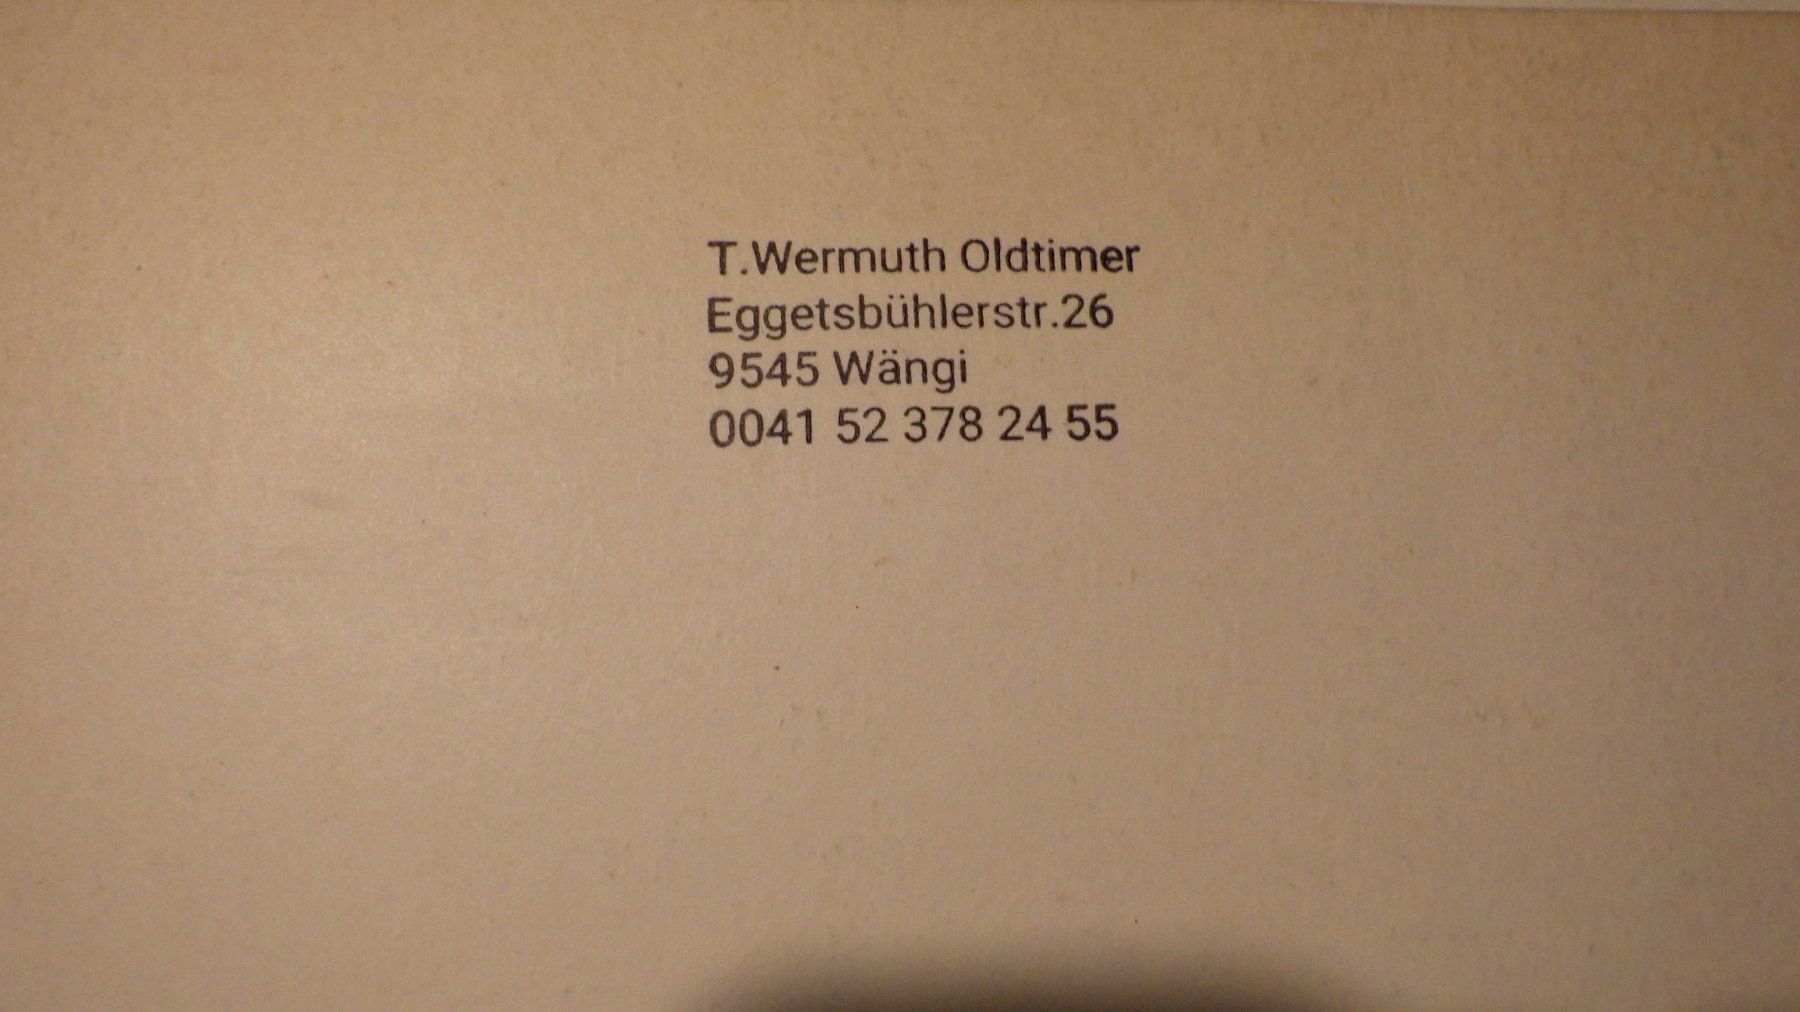 T.Wermuth Oldtimer
Eggetsbühlerstr.26
9545 Wängi
0041 52 378 24 55